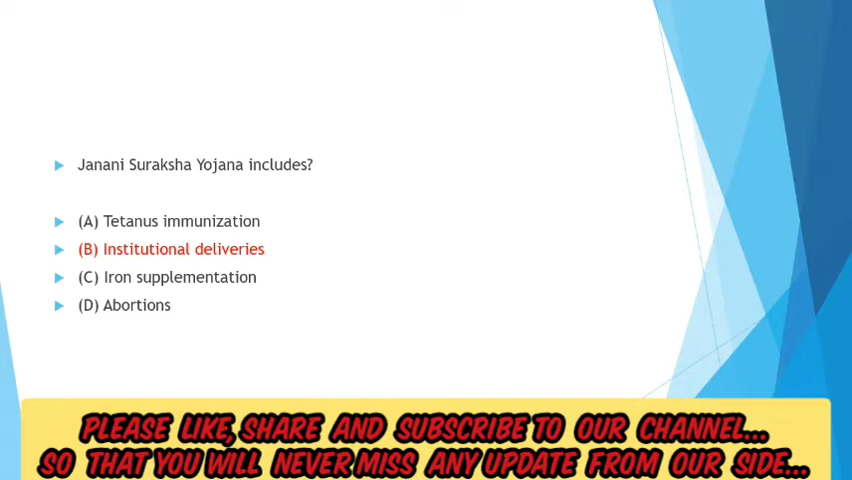 Janani Suraksha Yojana includes?
(A) Tetanus immunization
(B) Institutional deliveries
(C) Iron supplementation
(D) Abortions
PLEASE LIKE, SHARE AND SUBSCRIBE TO OUR CHANNEL...
SO THAT YOU WILL NEVER MISS ANY UPDATE FROM OUR SIDE...